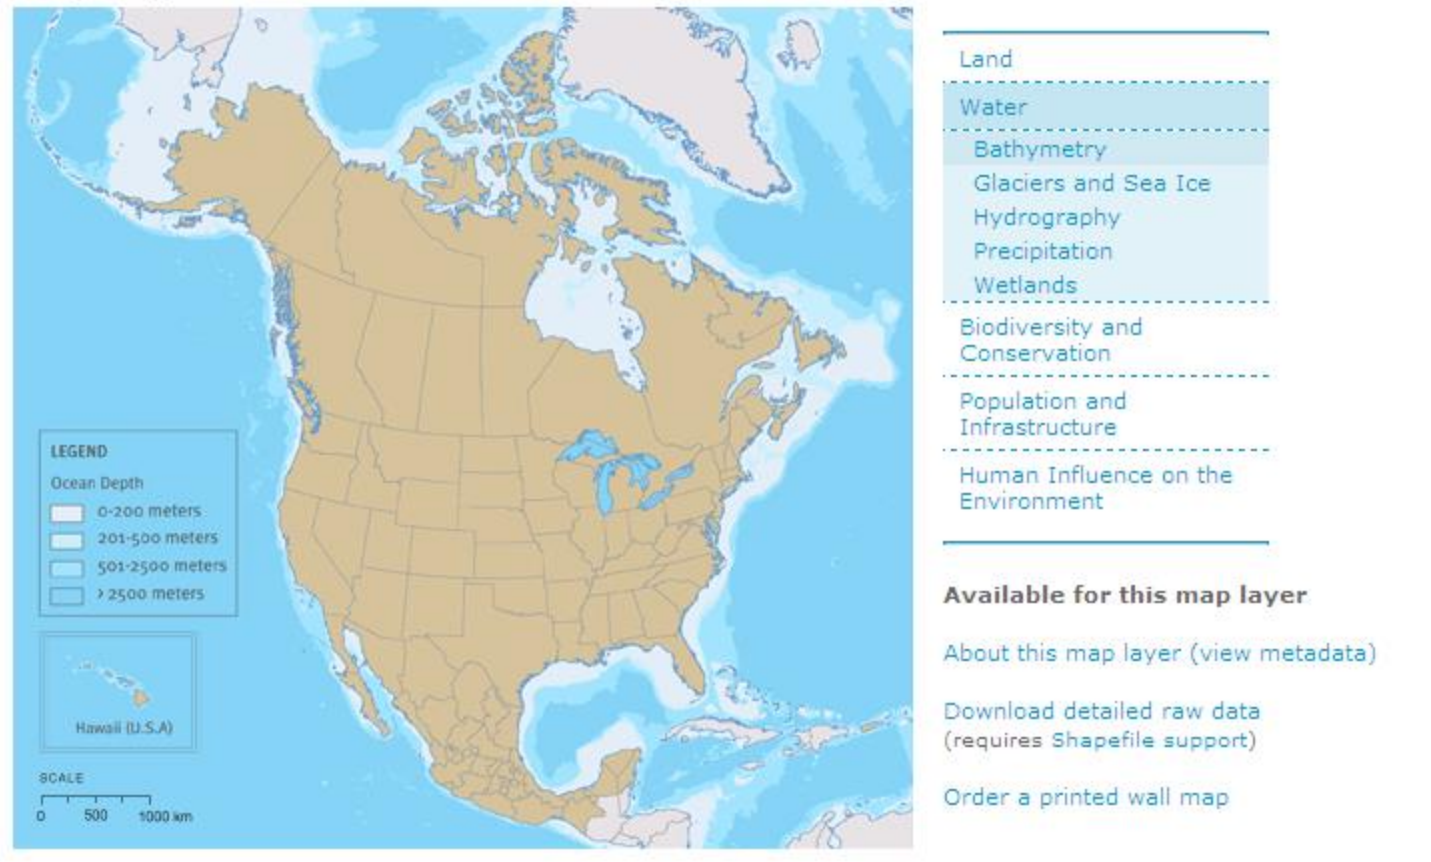 LEGEND
Ocean Depth
0-200 meters
201-500 meters
501-2500 meters
> 2500 meters
Hawaii (U.S.A)
SCALE
0 500 1000 km
Land
Water
Bathymetry
Glaciers and Sea Ice
Hydrography
Precipitation
Wetlands
Biodiversity and
Conservation
Population and
Infrastructure
Human Influence on the
Environment
Available for this map layer
About this map layer (view metadata)
Download detailed raw data
(requires Shapefile support)
Order a printed wall map